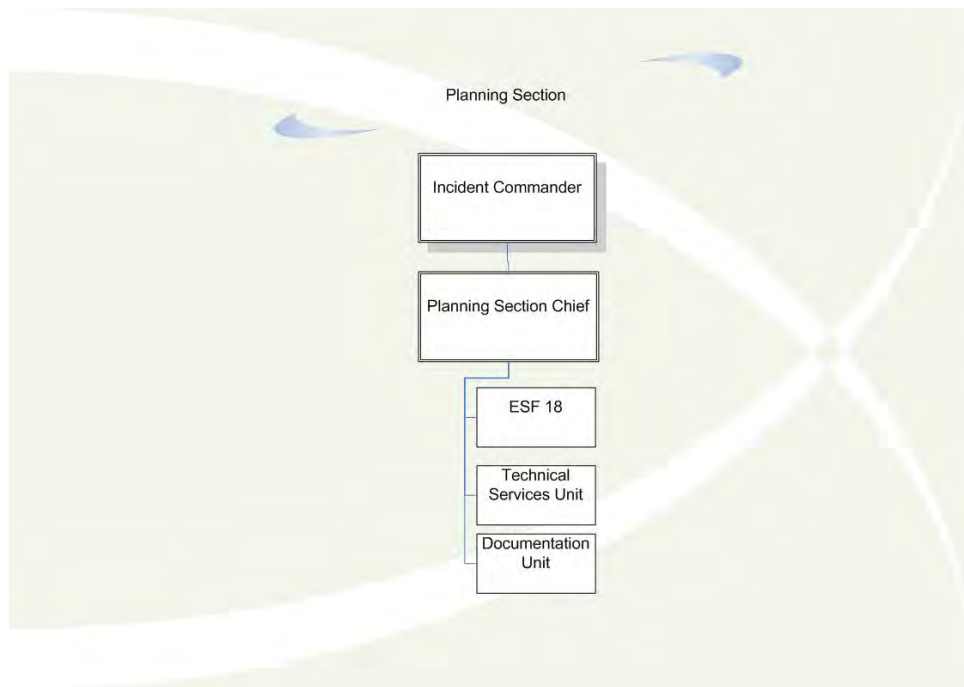 Planning Section
Incident Commander
Planning Section Chief
ESF 18
Technical
Services Unit
Documentation
Unit